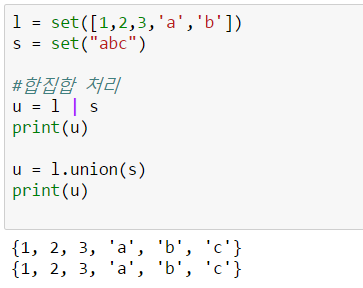 l = set([1,2,3,'a','b'])
s = set("abc")
#합집합 처리
u = l | s
print(u)
u = l.union(s)
print(u)
{1, 2, 3, 'a', 'b', 'c'}
{1, 2, 3, 'a', 'b', 'c'}